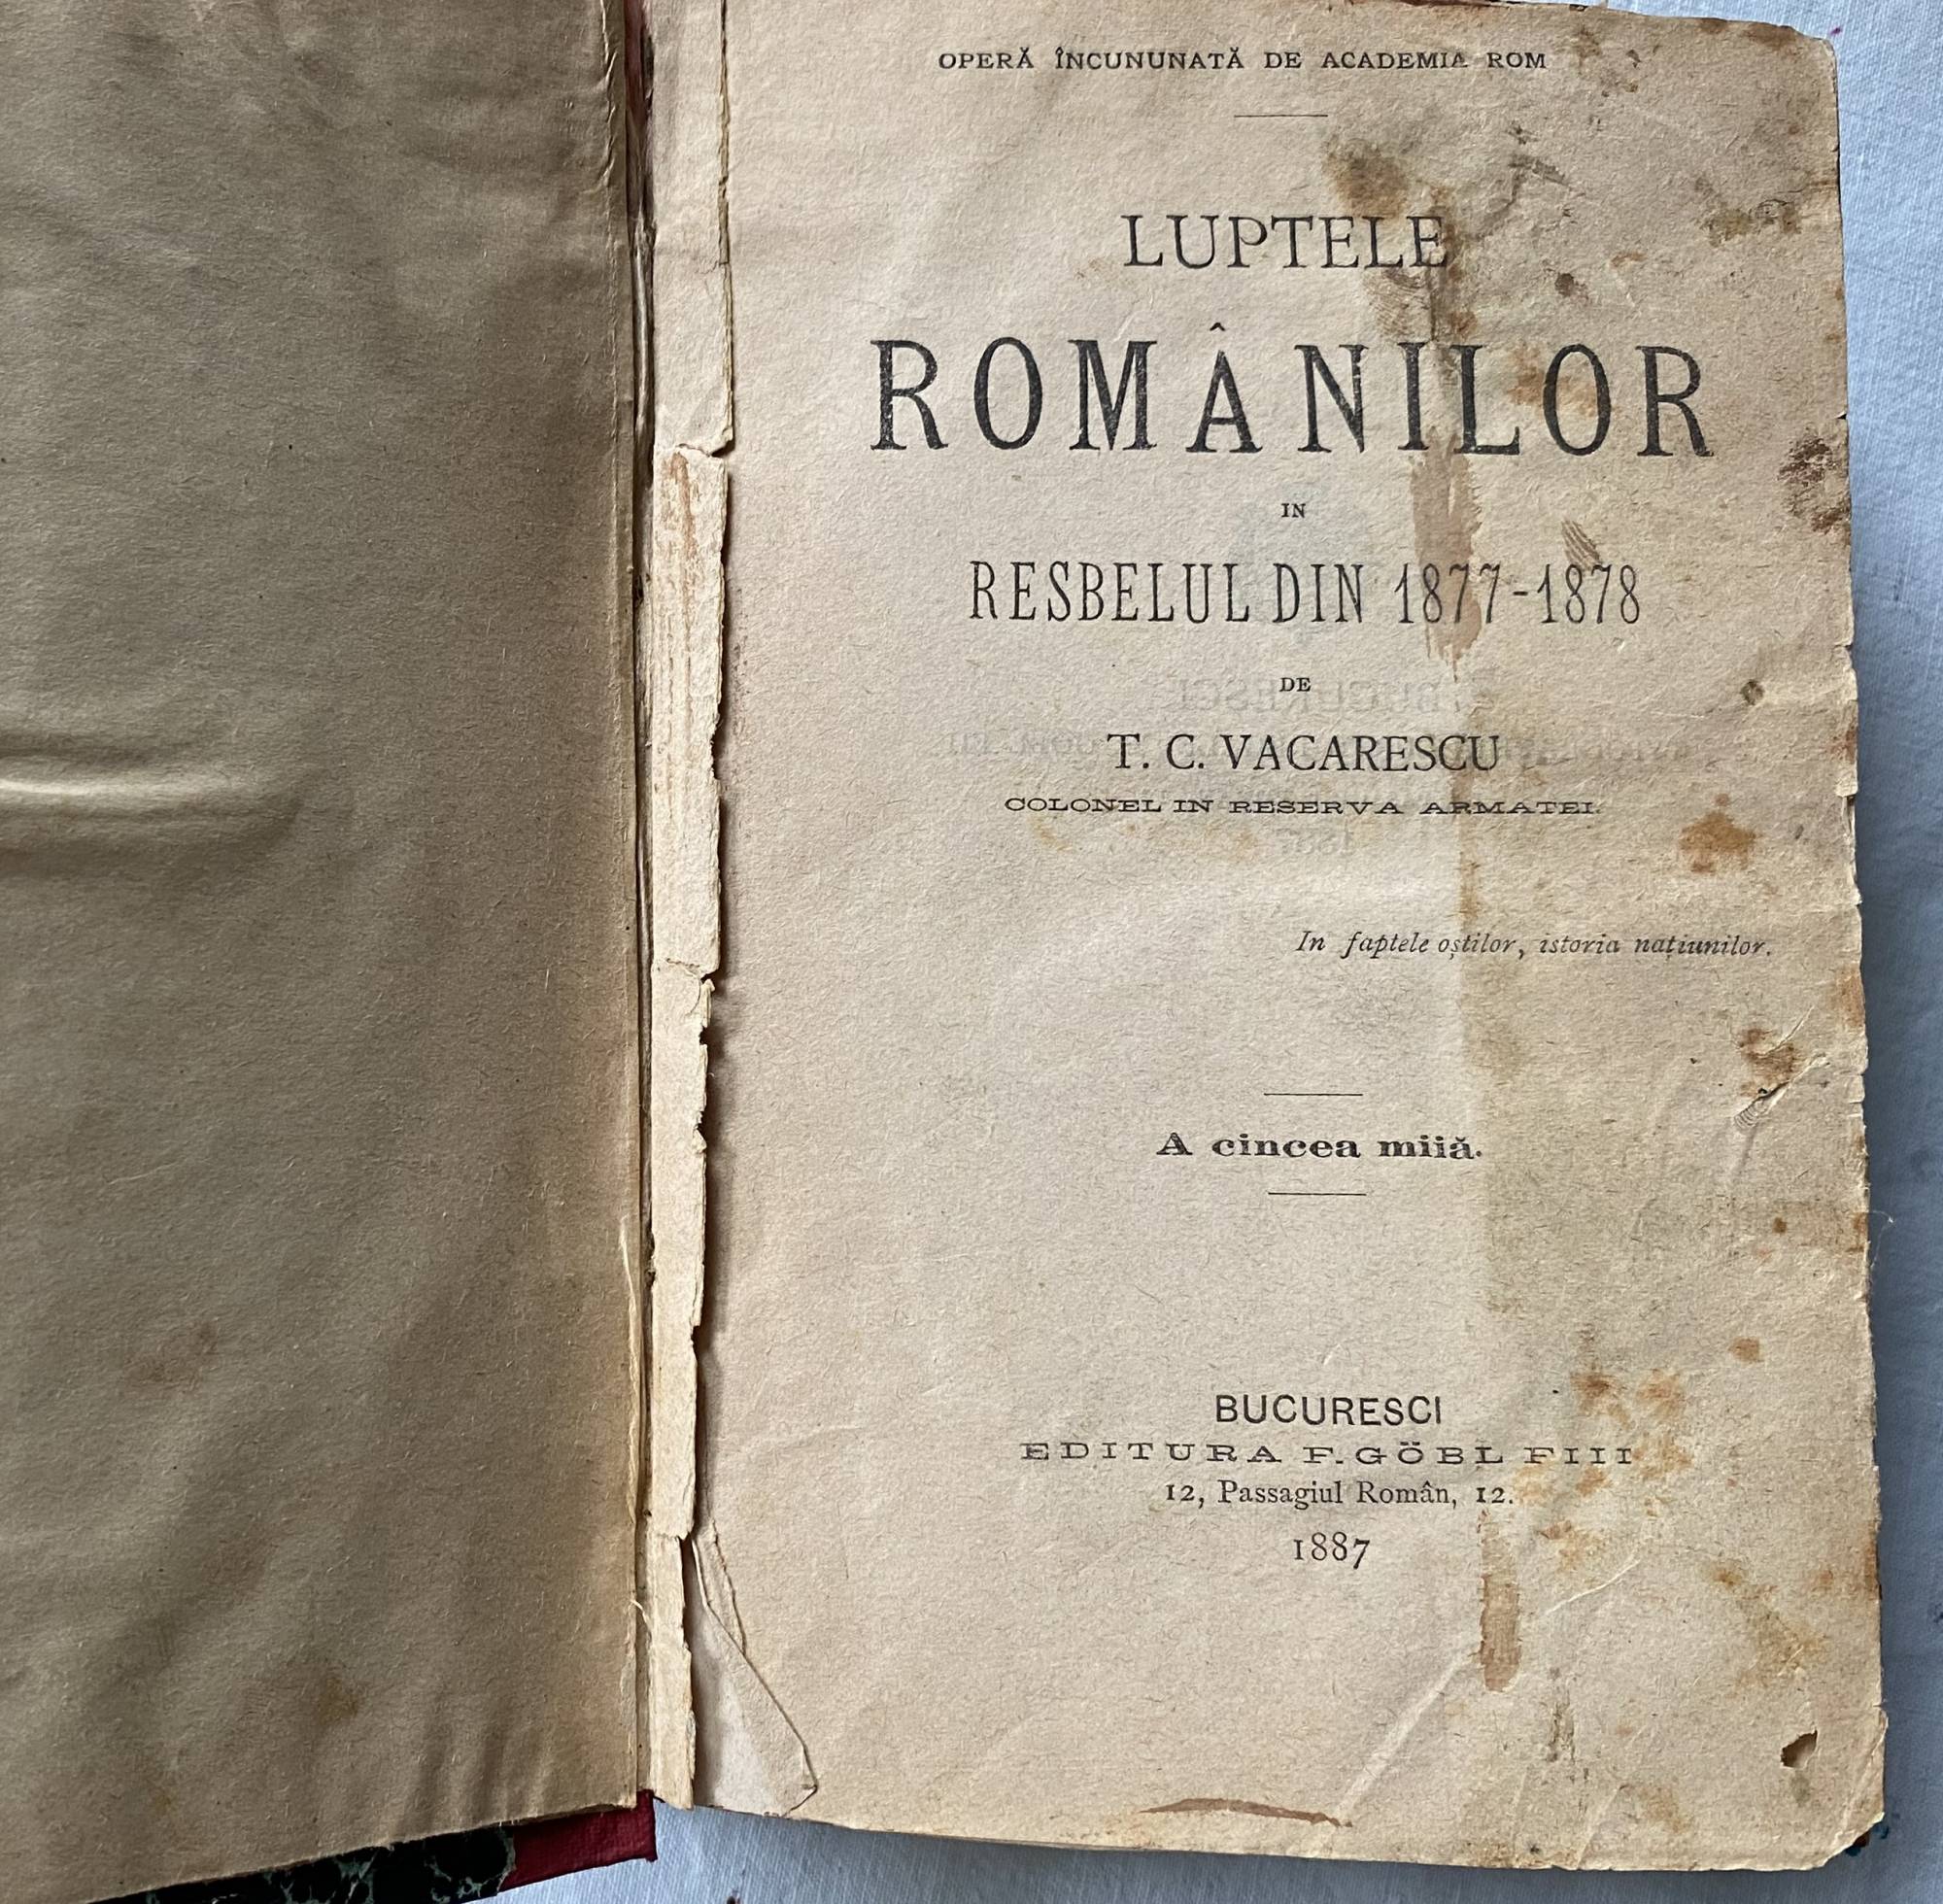 OPERĂ ÎNCUNUNATĂ DE ACADEMIA ROM
LUPTELE
ROMÂNILOR
IN
RESBELUL DIN 1877-1878
DE
T. C. VACARESCU
COLONEL IN RESERVA ARMATEI
In faptele oștilor, istoria națiunilor.
A cincea miiă.
BUCURESCI
EDITURA F. GÖBL FIII
12, Passagiul Român, 12.
1887